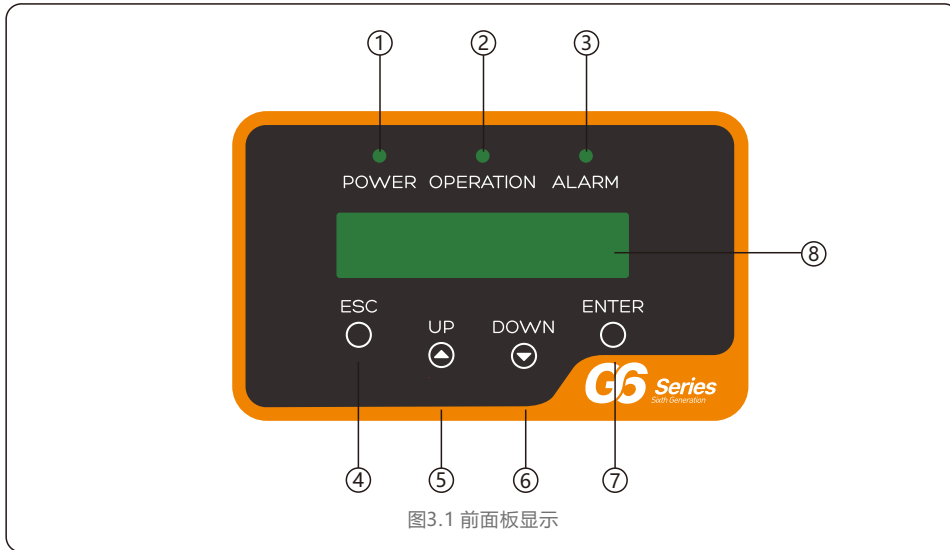 ① ② ③
POWER OPERATION ALARM
⑧
ESC UP DOWN ENTER
G6 Series
Sixth Generation
④ ⑤ ⑥ ⑦
图3.1 前面板显示